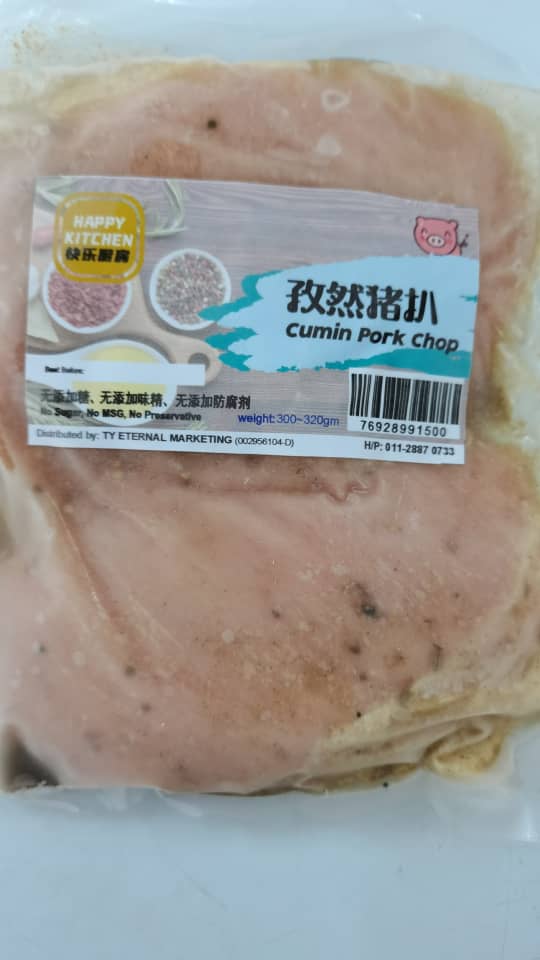 HAPPY
KITCHEN
快乐厨房
孜然猪扒
Cumin Pork Chop
Best Before:
无添加糖、无添加味精、无添加防腐剂
No Sugar, No MSG, No Preservative
weight: 300~320gm
76928991500
Distributed by: TY ETERNAL MARKETING (002956104-D)
H/P: 011-2887 0733